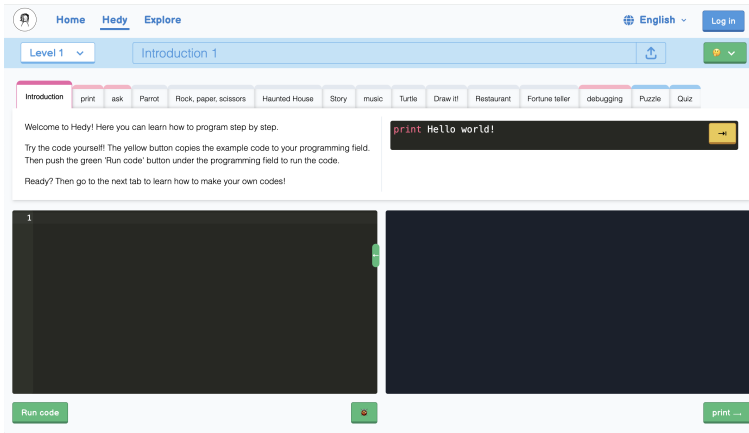 Home Hedy Explore English Log in
Level 1 Introduction 1
Introduction print ask Parrot Rock, paper, scissors Haunted House Story music Turtle Draw it! Restaurant Fortune teller debugging Puzzle Quiz
Welcome to Hedy! Here you can learn how to program step by step.
Try the code yourself! The yellow button copies the example code to your programming field.
Then push the green 'Run code' button under the programming field to run the code.
Ready? Then go to the next tab to learn how to make your own codes!
print Hello world!
1
Run code
print ...